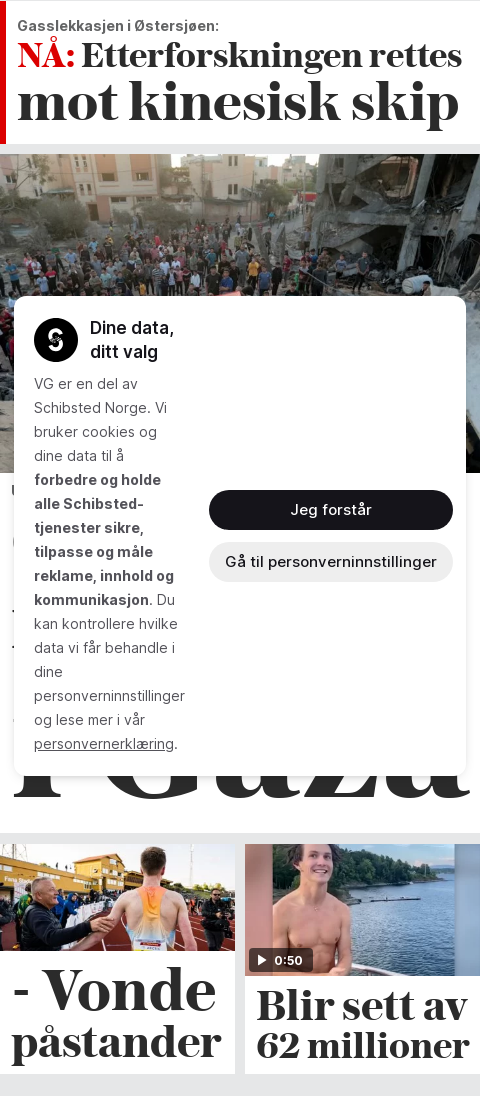 Gasslekkasjen i Østersjøen:
NÅ: Etterforskningen rettes
mot kinesisk skip
Dine data,
ditt valg
VG er en del av
Schibsted Norge. Vi
bruker cookies og
dine data til å
forbedre og holde
alle Schibsted-
tjenester sikre,
tilpasse og måle
reklame, innhold og
kommunikasjon. Du
kan kontrollere hvilke
data vi får behandle i
dine
personverninnstillinger
og lese mer i vår
personvernerklæring.
Jeg forstår
Gå til personverninnstillinger
i Gaza
- Vonde
påstander
0:50
Blir sett av
62 millioner